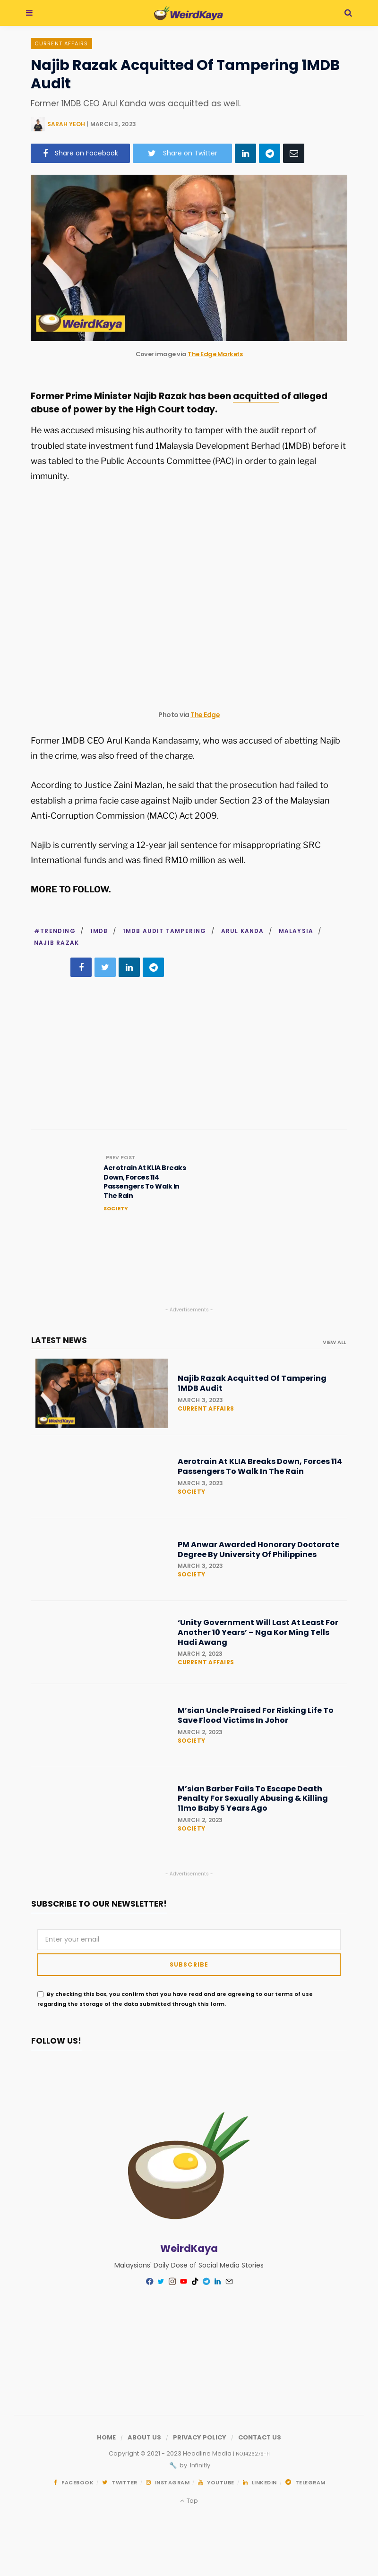 WeirdKaya
CURRENT AFFAIRS
Najib Razak Acquitted Of Tampering 1MDB
Audit
Former 1MDB CEO Arul Kanda was acquitted as well.
SARAH YEOH | MARCH 3, 2023
Share on Facebook
Share on Twitter
WeirdKaya
Cover image via The Edge Markets
Former Prime Minister Najib Razak has been acquitted of alleged
abuse of power by the High Court today.
He was accused misusing his authority to tamper with the audit report of
troubled state investment fund 1Malaysia Development Berhad (1MDB) before it
was tabled to the Public Accounts Committee (PAC) in order to gain legal
immunity.
Photo via The Edge
Former 1MDB CEO Arul Kanda Kandasamy, who was accused of abetting Najib
in the crime, was also freed of the charge.
According to Justice Zaini Mazlan, he said that the prosecution had failed to
establish a prima facie case against Najib under Section 23 of the Malaysian
Anti-Corruption Commission (MACC) Act 2009.
Najib is currently serving a 12-year jail sentence for misappropriating SRC
International funds and was fined RM10 million as well.
MORE TO FOLLOW.
#TRENDING / 1MDB / 1MDB AUDIT TAMPERING / ARUL KANDA / MALAYSIA /
NAJIB RAZAK
PREV POST
Aerotrain At KLIA Breaks
Down, Forces 114
Passengers To Walk In
The Rain
SOCIETY
- Advertisements -
LATEST NEWS
VIEW ALL
WeirdKaya
Najib Razak Acquitted Of Tampering
1MDB Audit
MARCH 3, 2023
CURRENT AFFAIRS
Aerotrain At KLIA Breaks Down, Forces 114
Passengers To Walk In The Rain
MARCH 3, 2023
SOCIETY
PM Anwar Awarded Honorary Doctorate
Degree By University Of Philippines
MARCH 3, 2023
SOCIETY
‘Unity Government Will Last At Least For
Another 10 Years’ – Nga Kor Ming Tells
Hadi Awang
MARCH 2, 2023
CURRENT AFFAIRS
M’sian Uncle Praised For Risking Life To
Save Flood Victims In Johor
MARCH 2, 2023
SOCIETY
M’sian Barber Fails To Escape Death
Penalty For Sexually Abusing & Killing
11mo Baby 5 Years Ago
MARCH 2, 2023
SOCIETY
- Advertisements -
SUBSCRIBE TO OUR NEWSLETTER!
Enter your email
SUBSCRIBE
By checking this box, you confirm that you have read and are agreeing to our terms of use
regarding the storage of the data submitted through this form.
FOLLOW US!
WeirdKaya
Malaysians' Daily Dose of Social Media Stories
HOME / ABOUT US / PRIVACY POLICY / CONTACT US
Copyright © 2021 - 2023 Headline Media | NO1426279-H
by Infinitly
FACEBOOK TWITTER INSTAGRAM YOUTUBE LINKEDIN TELEGRAM
Top